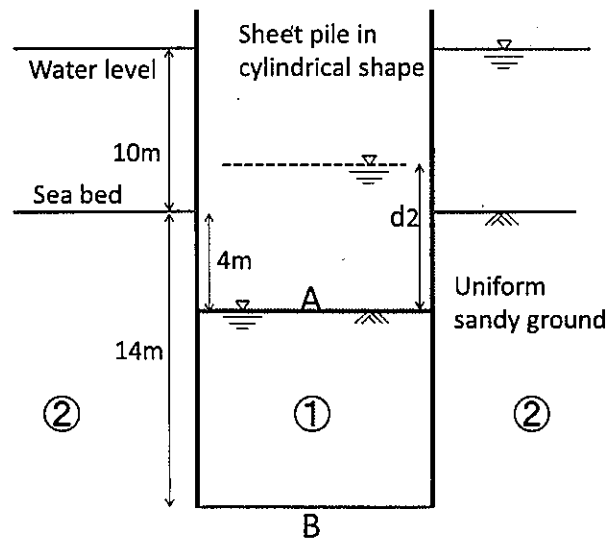 Sheet pile in
cylindrical shape
Water level
10m
Sea bed
d2
4m
A
Uniform
sandy ground
14m
②
①
②
B